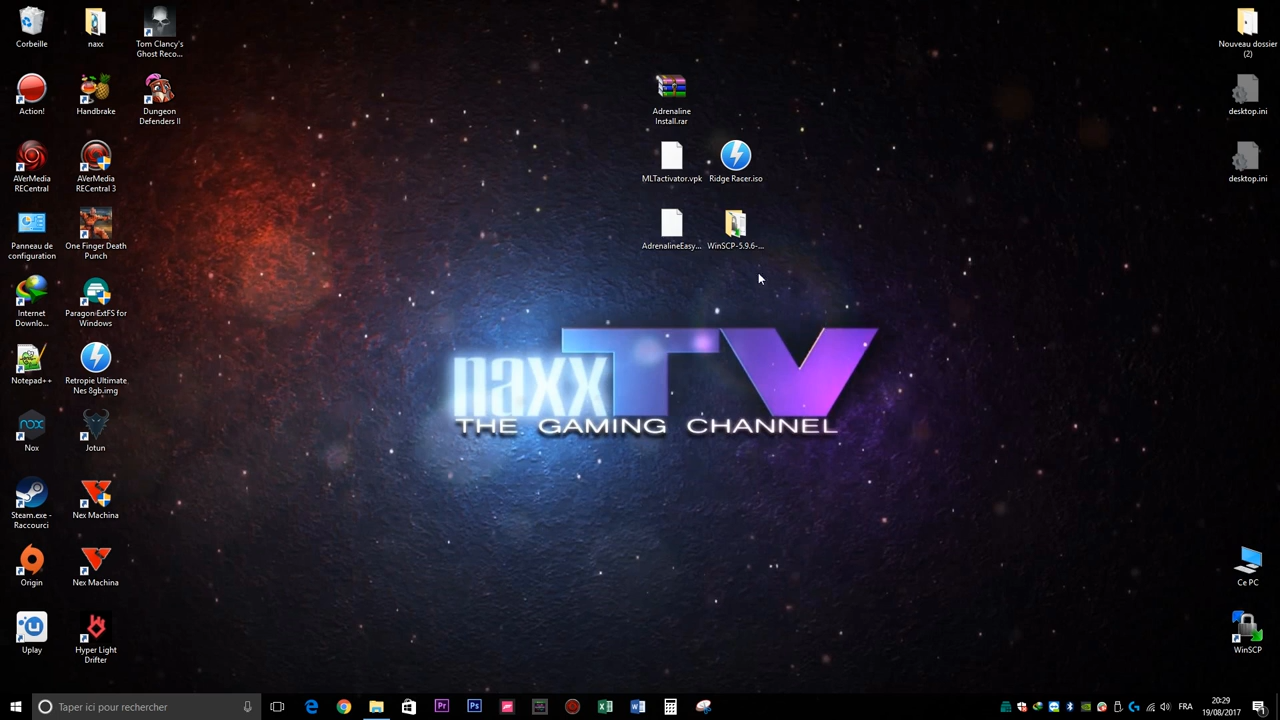 Corbeille
naxx
Tom Clancy's
Ghost Reco...
Nouveau dossier
(2)
Action!
Handbrake
Dungeon
Defenders II
Adrenaline
Install.rar
desktop.ini
AVerMedia
RECentral
AVerMedia
RECentral 3
MLTactivator.vpk
Ridge Racer.iso
desktop.ini
Panneau de
configuration
One Finger Death
Punch
AdrenalineEasy...
WinSCP-5.9.6-...
Internet
Downlo...
Paragon ExtFS for
Windows
Notepad++
Retropie Ultimate
Nes 8gb.img
naxxTV
THE GAMING CHANNEL
nox
Nox
Jotun
Steam.exe -
Raccourci
Nex Machina
Origin
Nex Machina
Ce PC
Uplay
Hyper Light
Drifter
WinSCP
Taper ici pour rechercher
Pr
Ps
FRA
20:29
19/08/2017
1